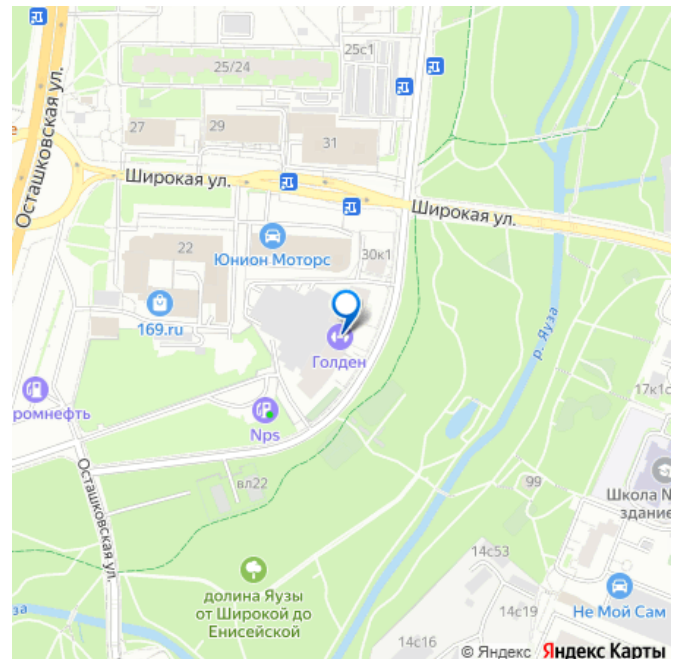 25с1
25/24
Осташковская ул.
27
29
31
Широкая ул.
Широкая ул.
22
Юнион Моторс
30к1
169.ru
р. Яуза
Голден
ромнефть
Nps
17к1с
Осташковская ул.
вл22
99
Школа N
здание
14с53
долина Яузы
от Широкой до
Енисейской
Не Мой Сам
14с19
за
14с16
© Яндекс Яндекс Карты